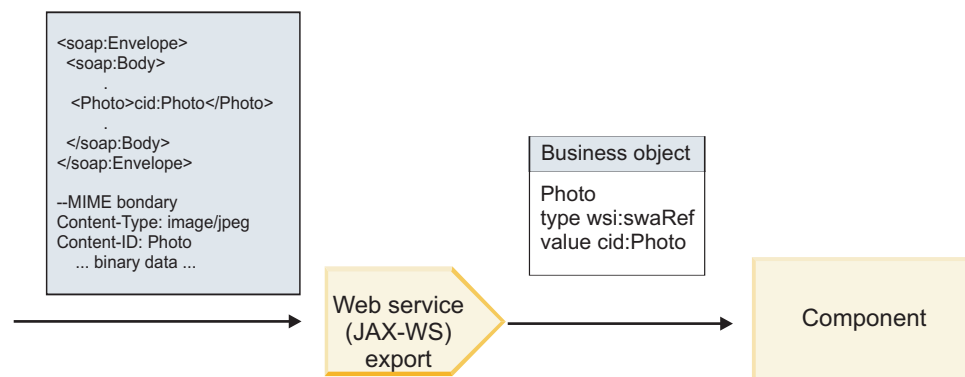 <soap:Envelope>
<soap:Body>
.
<Photo>cid:Photo</Photo>
.
</soap:Body>
</soap:Envelope>
--MIME bondary
Content-Type: image/jpeg
Content-ID: Photo
... binary data ...
Business object
Photo
type wsi:swaRef
value cid:Photo
Web service
(JAX-WS)
export
Component